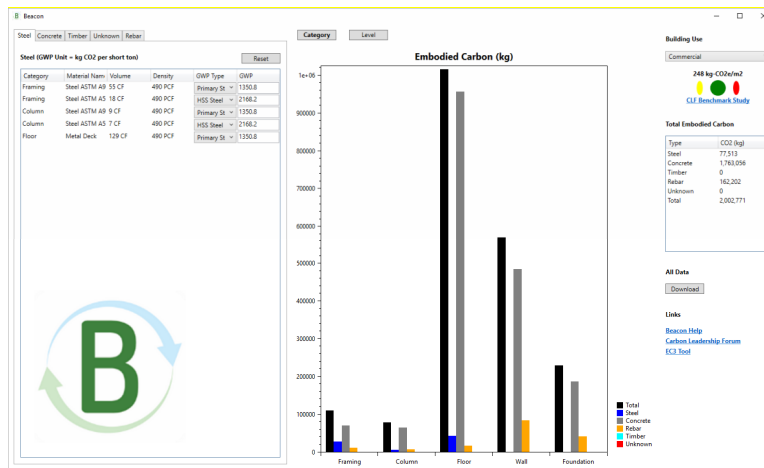 Beacon
Steel Concrete Timber Unknown Rebar
Steel (GWP Unit = kg CO2 per short ton) Reset
Category Material Nam Volume Density GWP Type GWP
Framing Steel ASTM A9 55 CF 490 PCF Primary St 1350.8
Framing Steel ASTM A5 18 CF 490 PCF HSS Steel 2168.2
Column Steel ASTM A9 9 CF 490 PCF Primary St 1350.8
Column Steel ASTM A5 7 CF 490 PCF HSS Steel 2168.2
Floor Metal Deck 129 CF 490 PCF Primary St 1350.8
B
Category Level
Embodied Carbon (kg)
1e+06
900000
800000
700000
600000
500000
400000
300000
200000
100000
0
Framing Column Floor Wall Foundation
Total
Steel
Concrete
Rebar
Timber
Unknown
Building Use
Commercial
248 kg-CO2e/m2
CLF Benchmark Study
Total Embodied Carbon
Type CO2 (kg)
Steel 77,513
Concrete 1,763,056
Timber 0
Rebar 162,202
Unknown 0
Total 2,002,771
All Data
Download
Links
Beacon Help
Carbon Leadership Forum
EC3 Tool